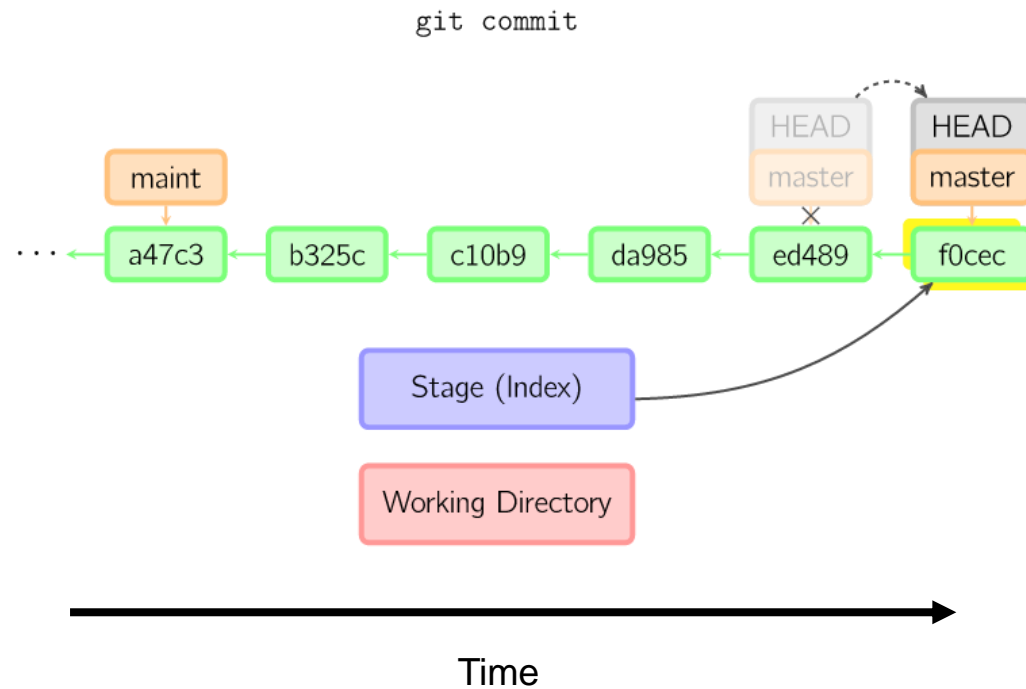 git commit
HEAD HEAD
maint master master
... a47c3 b325c c10b9 da985 ed489 f0cec
Stage (Index)
Working Directory
Time